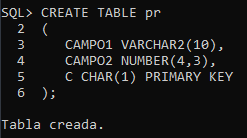 SQL> CREATE TABLE pr
  2  (
  3     CAMPO1 VARCHAR2(10),
  4     CAMPO2 NUMBER(4,3),
  5     C CHAR(1) PRIMARY KEY
  6  );
Tabla creada.